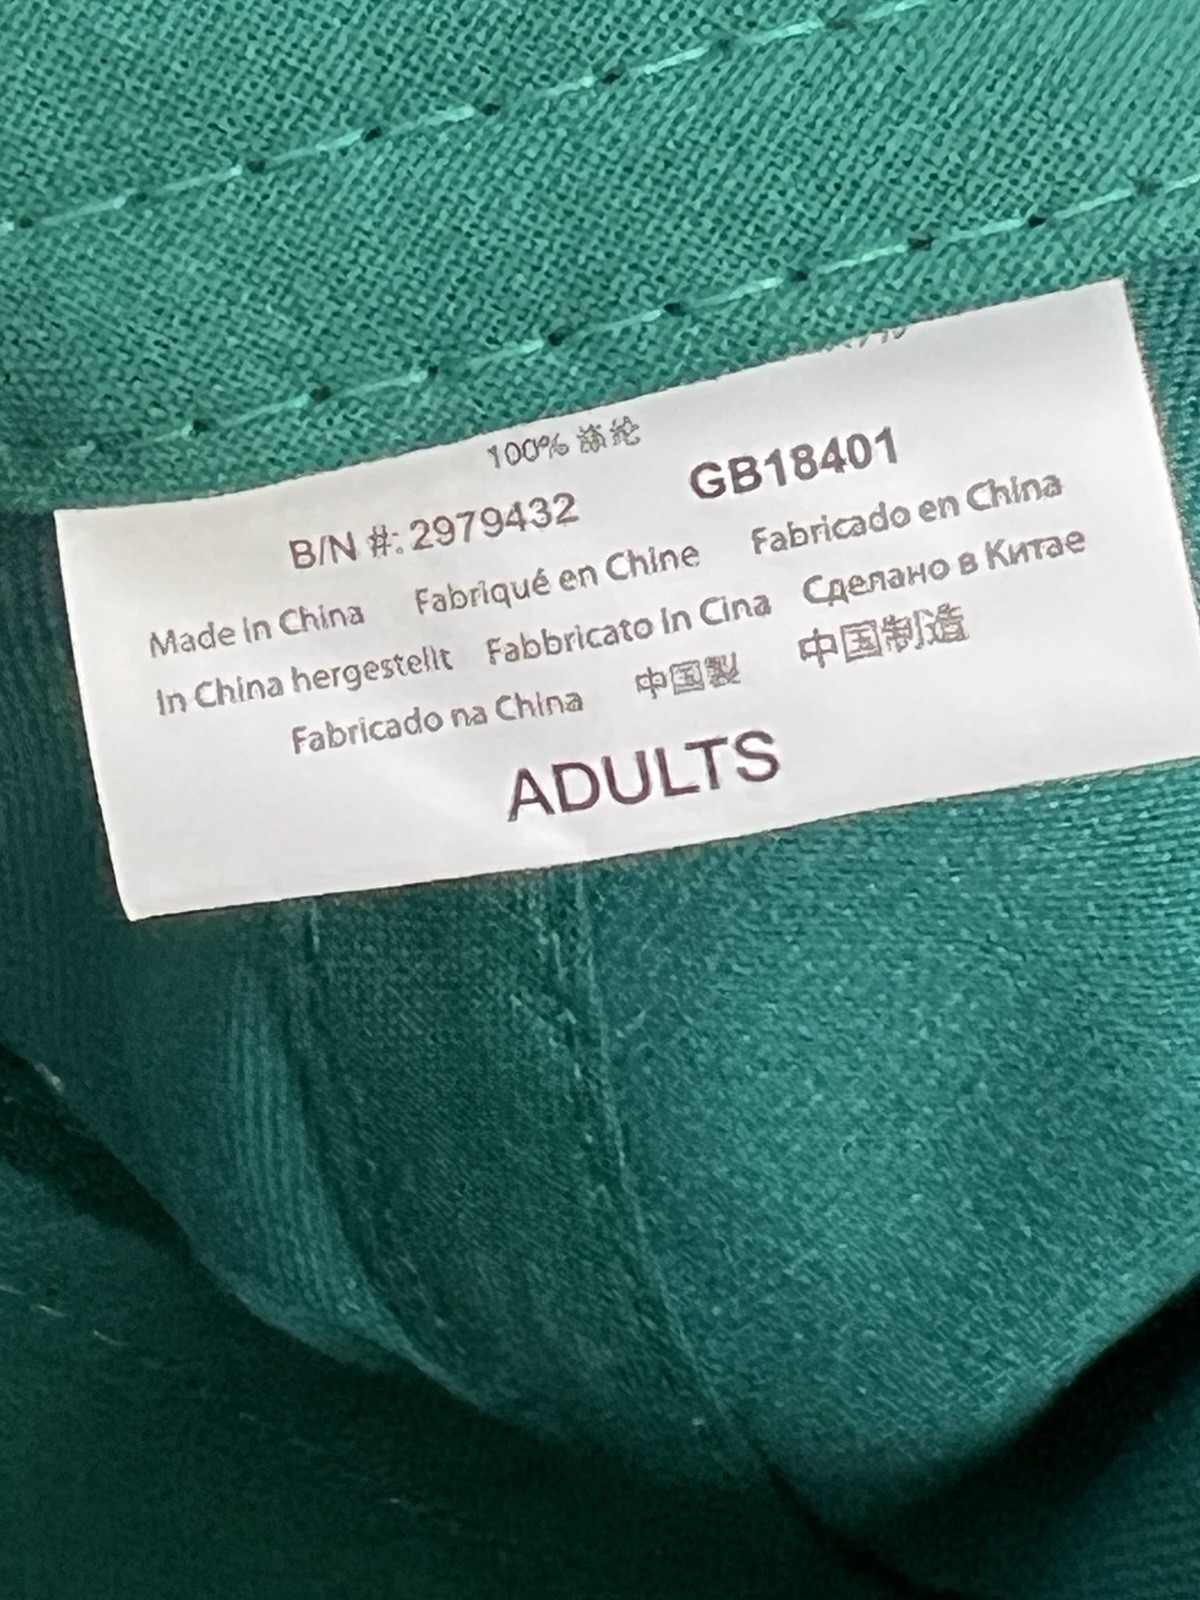 100% 涤纶
B/N #: 2979432 GB18401
Made in China Fabriqué en Chine Fabricado en China
In China hergestellt Fabbricato in Cina Сделано в Китае
Fabricado na China 中国製 中国制造
ADULTS